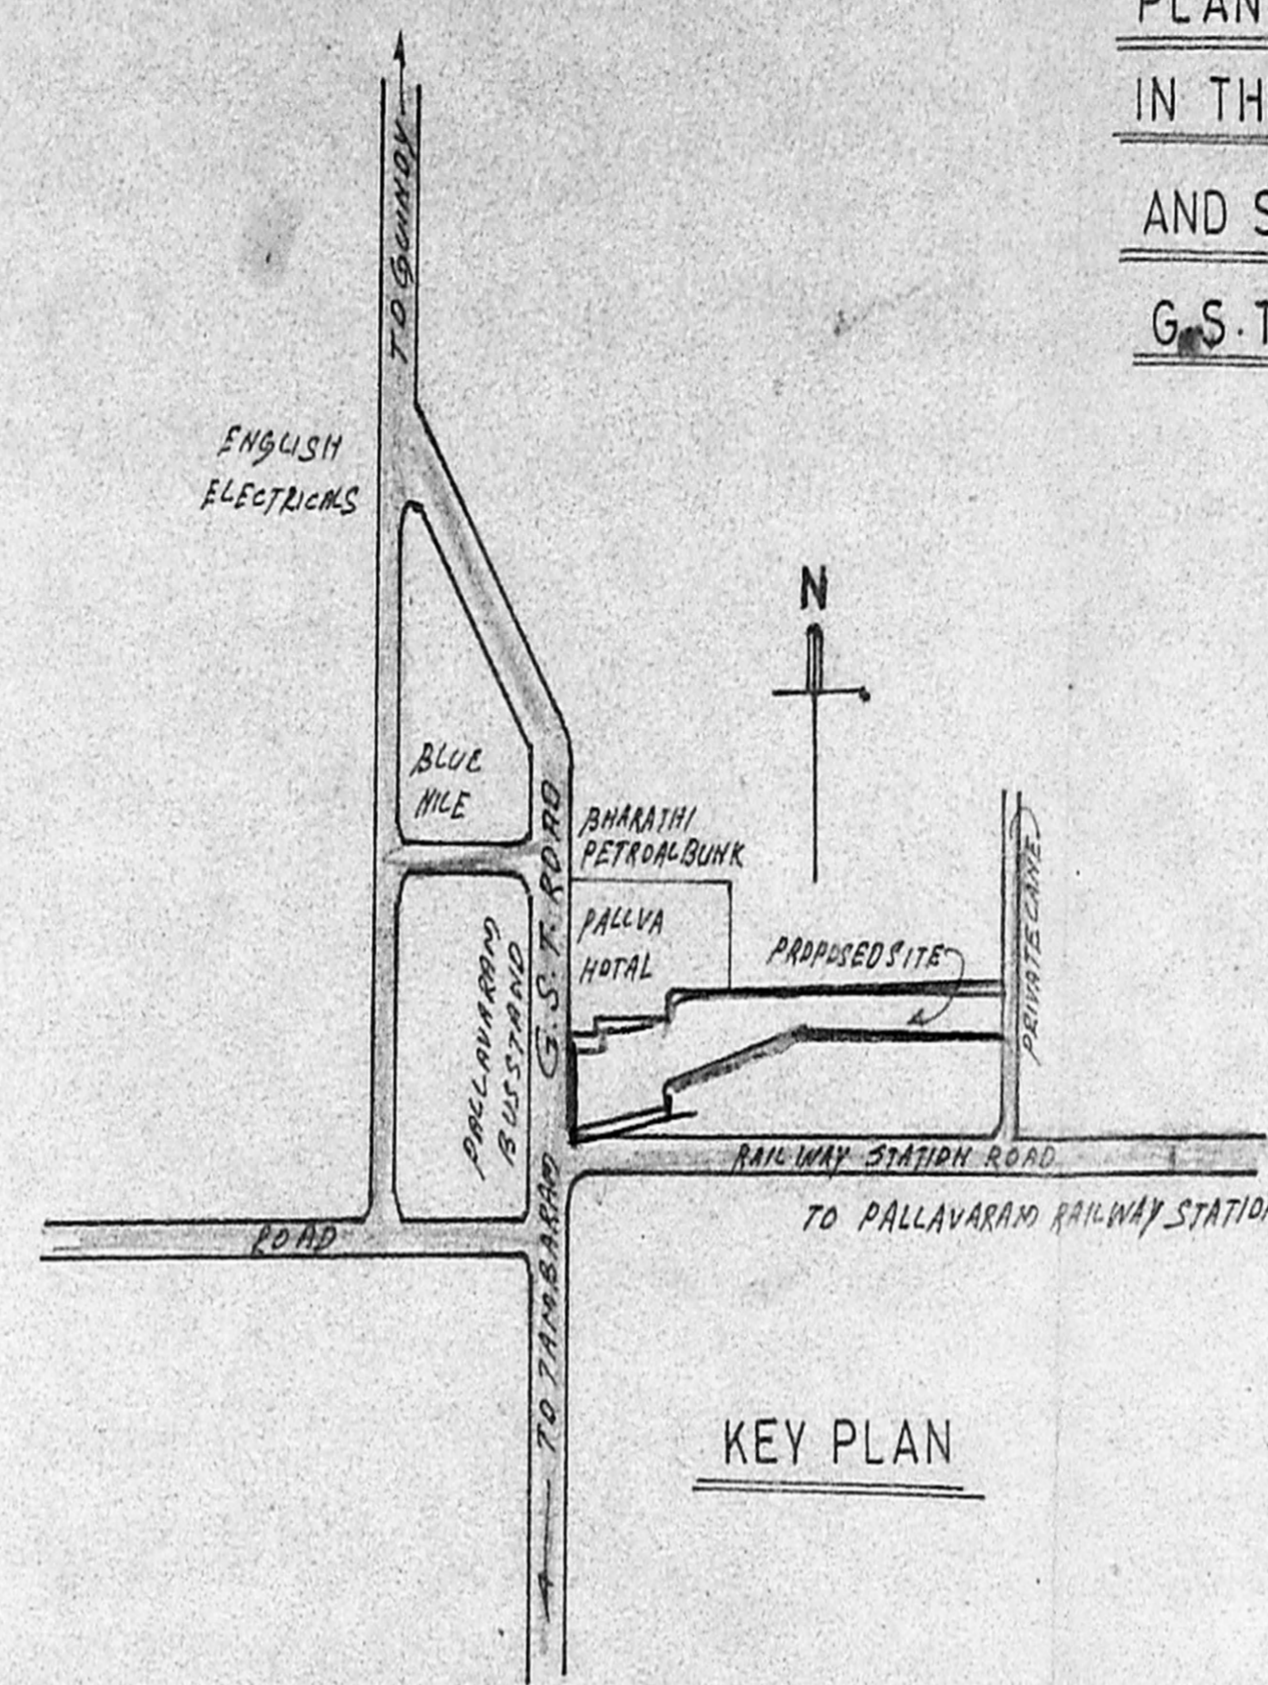 PLAN
IN TH
AND S
G.S.T
TO GUINDY
ENGLISH
ELECTRICALS
N
BLUE
NILE
BHARATHI
PETROAL BUNK
G.S.T. ROAD
PALLVA
HOTAL
PROPOSED SITE
PRIVATE LANE
PALLAVARAM
BUSSTAND
RAILWAY STATION ROAD
TO PALLAVARAM RAILWAY STATION
ROAD
TO TAMBARAM
KEY PLAN